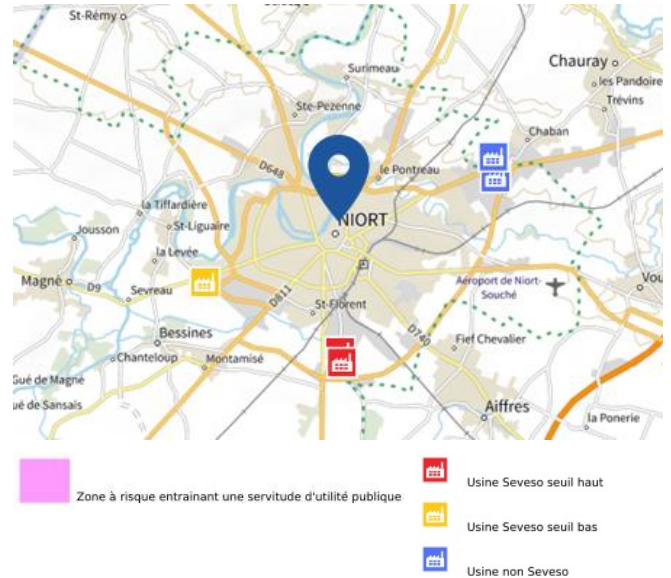 St-Rémy
Chauray
Surimeau
les Pandoire
Trévins
Ste-Pezenne
Chaban
D648
le Pontreau
la Tiffardière
NIORT
St-Liguaire
Jousson
la Levée
Magné
D9
Sevreau
Aéroport de Niort-
Souché
Vou
D811
St-Florent
Bessines
D740
Fief Chevalier
Chanteloup
Montamisé
Gué de Magné
ué de Sansais
Aiffres
la Ponerie
Zone à risque entrainant une servitude d'utilité publique
Usine Seveso seuil haut
Usine Seveso seuil bas
Usine non Seveso